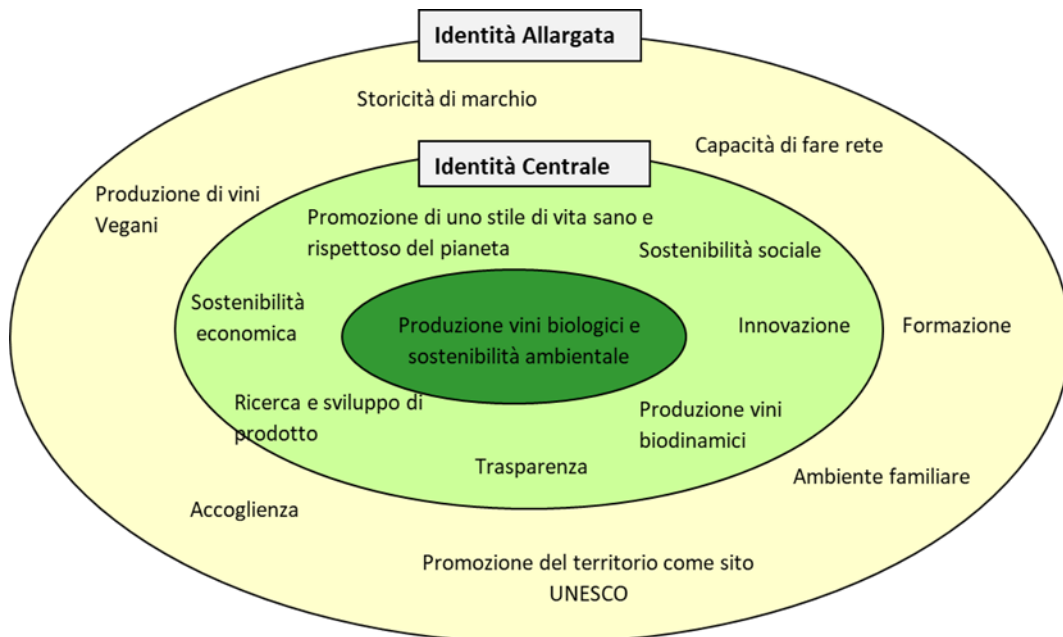 Identità Allargata
Storicità di marchio
Capacità di fare rete
Identità Centrale
Produzione di vini
Vegani
Promozione di uno stile di vita sano e
rispettoso del pianeta
Sostenibilità sociale
Sostenibilità
economica
Produzione vini biologici e
sostenibilità ambientale
Innovazione
Formazione
Ricerca e sviluppo di
prodotto
Produzione vini
biodinamici
Trasparenza
Ambiente familiare
Accoglienza
Promozione del territorio come sito
UNESCO